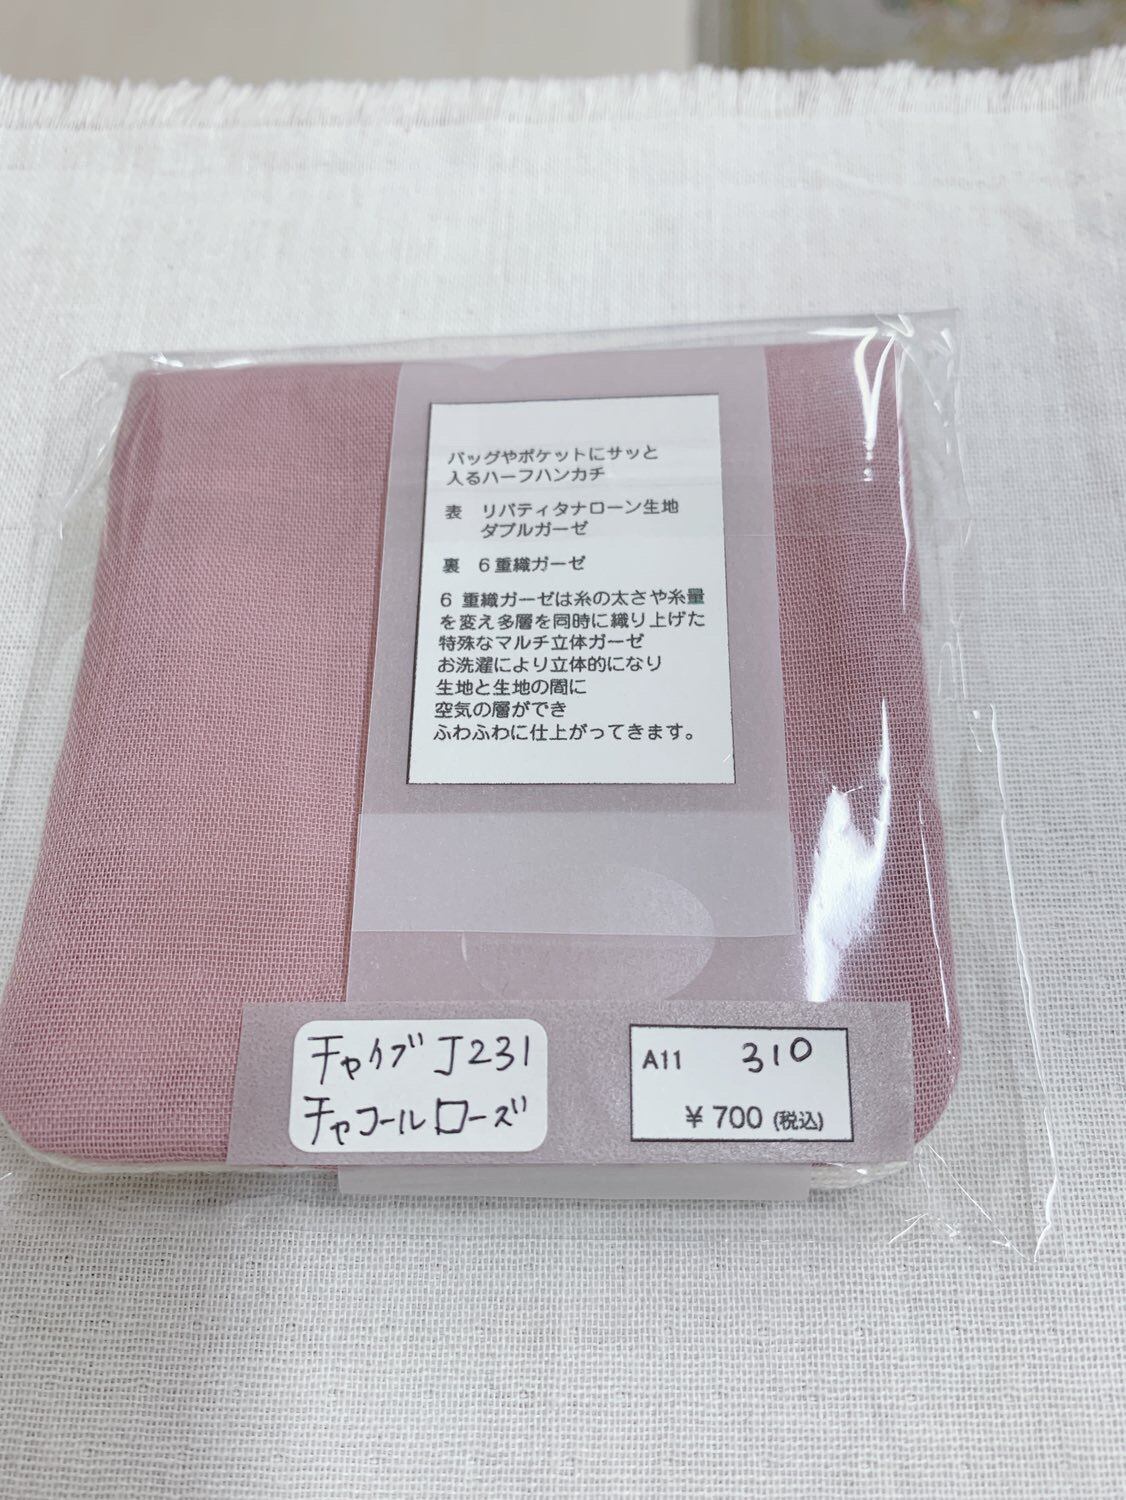 バッグやポケットにサッと
入るハーフハンカチ
表 リバティタナローン生地
ダブルガーゼ
裏 6重織ガーゼ
6 重織ガーゼは糸の太さや糸量
を変え多層を同時に織り上げた
特殊なマルチ立体ガーゼ
お洗濯により立体的になり
生地と生地の間に
空気の層ができ
ふわふわに仕上がってきます。
チャイブ J231
チャコールローズ
A11 310
￥700 (税込)